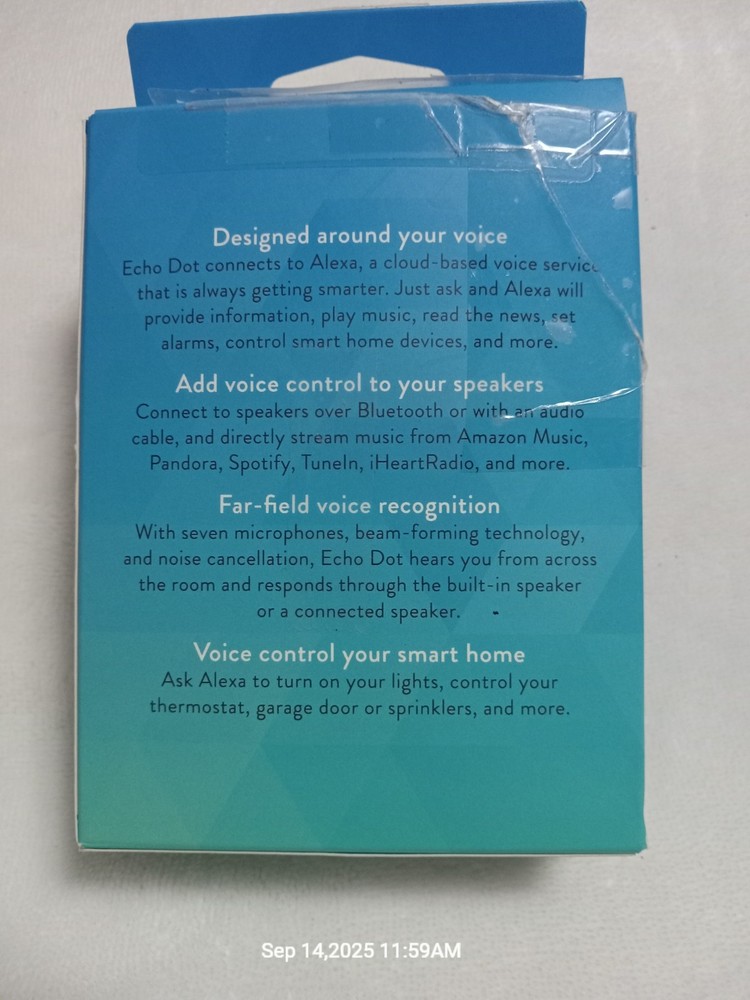 Designed around your voice
Echo Dot connects to Alexa, a cloud-based voice service
that is always getting smarter. Just ask and Alexa will
provide information, play music, read the news, set
alarms, control smart home devices, and more.
Add voice control to your speakers
Connect to speakers over Bluetooth or with an audio
cable, and directly stream music from Amazon Music,
Pandora, Spotify, TuneIn, iHeartRadio, and more.
Far-field voice recognition
With seven microphones, beam-forming technology,
and noise cancellation, Echo Dot hears you from across
the room and responds through the built-in speaker
or a connected speaker.
Voice control your smart home
Ask Alexa to turn on your lights, control your
thermostat, garage door or sprinklers, and more.
Sep 14,2025 11:59AM